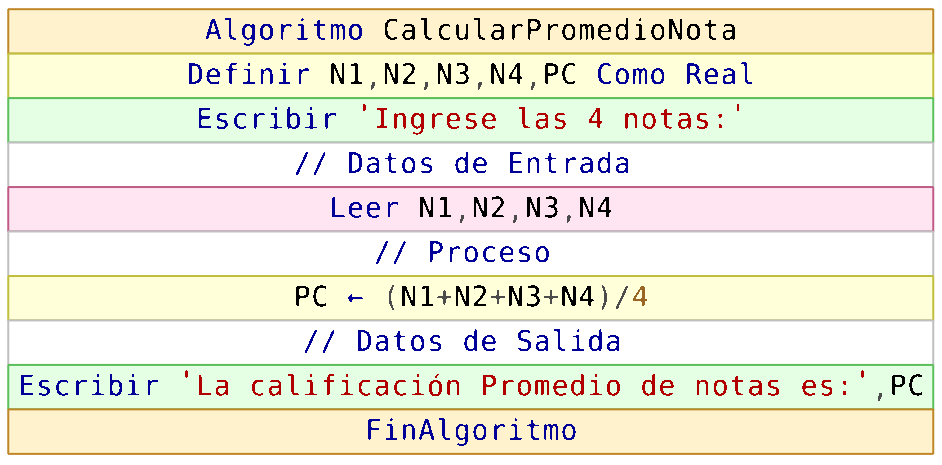 Algoritmo CalcularPromedioNota
Definir N1,N2,N3,N4,PC Como Real
Escribir 'Ingrese las 4 notas:'
// Datos de Entrada
Leer N1,N2,N3,N4
// Proceso
PC ← (N1+N2+N3+N4)/4
// Datos de Salida
Escribir 'La calificación Promedio de notas es:',PC
FinAlgoritmo